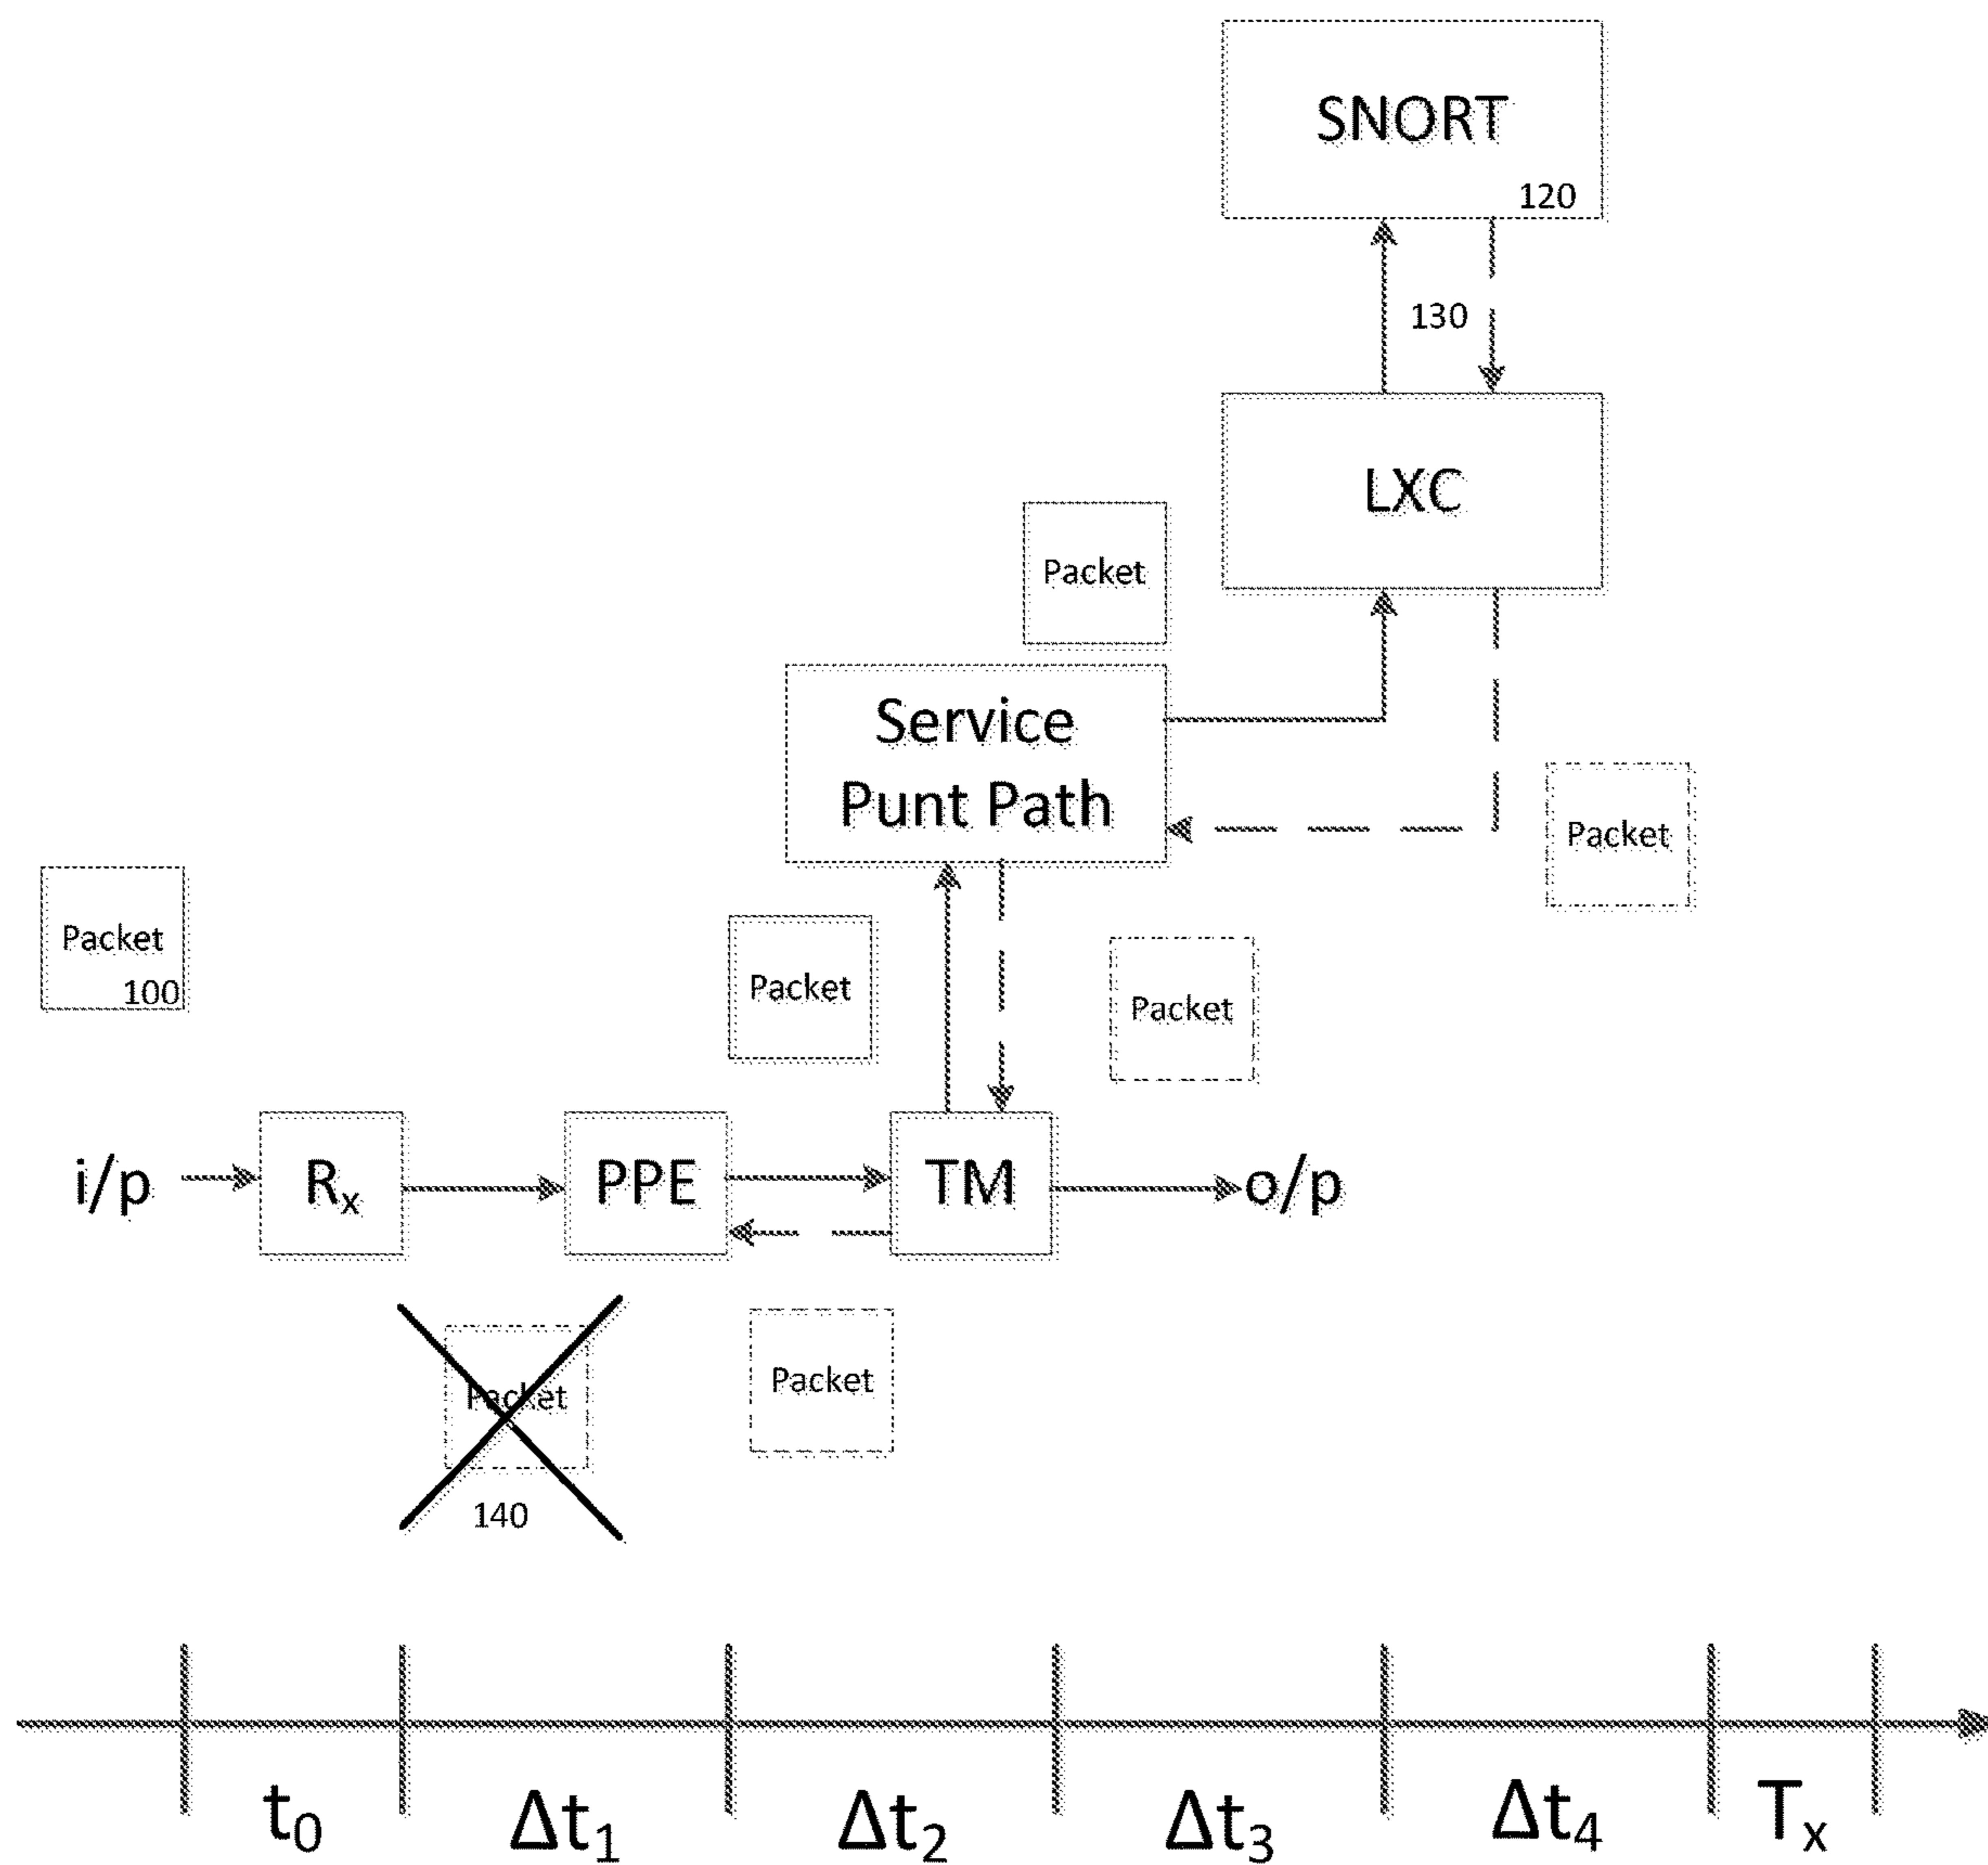 SNORT
120
130
LXC
Packet
Service
Punt Path
Packet
Packet
100
Packet
Packet
i/p
Rx
PPE
TM
o/p
Packet
Packet
140
t0
Δt1
Δt2
Δt3
Δt4
Tx